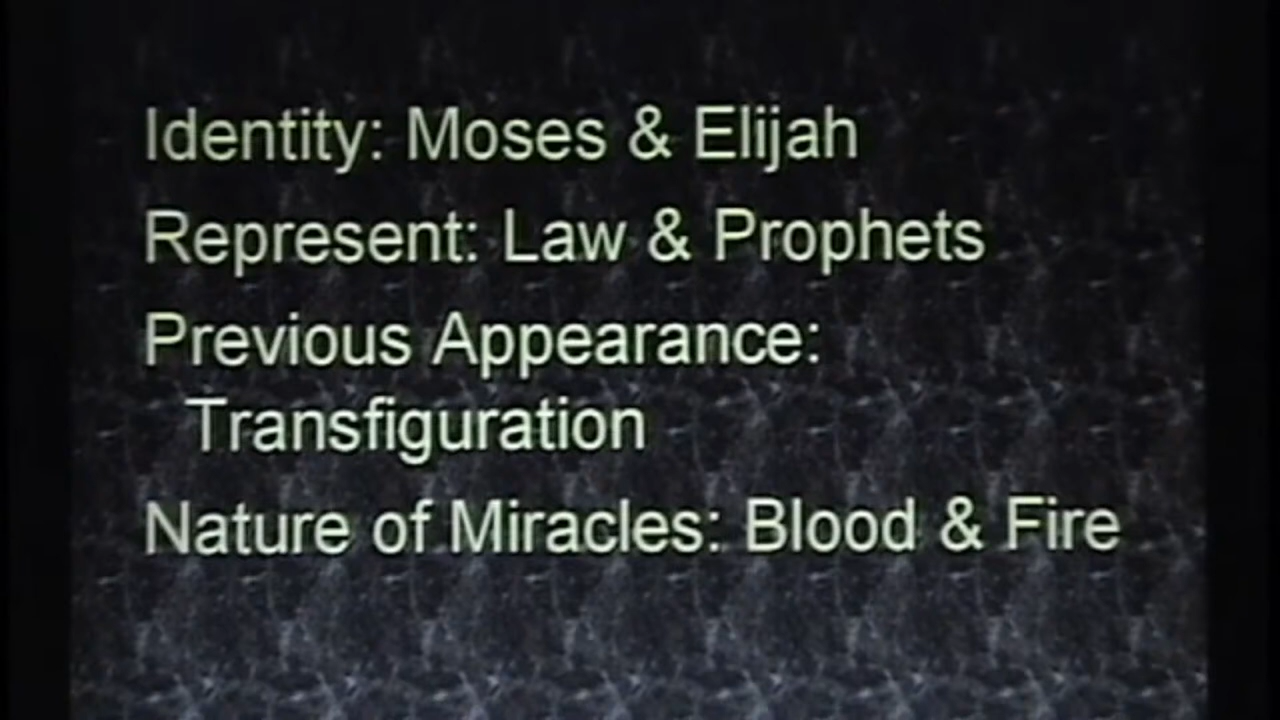 Identity: Moses & Elijah
Represent: Law & Prophets
Previous Appearance:
Transfiguration
Nature of Miracles: Blood & Fire